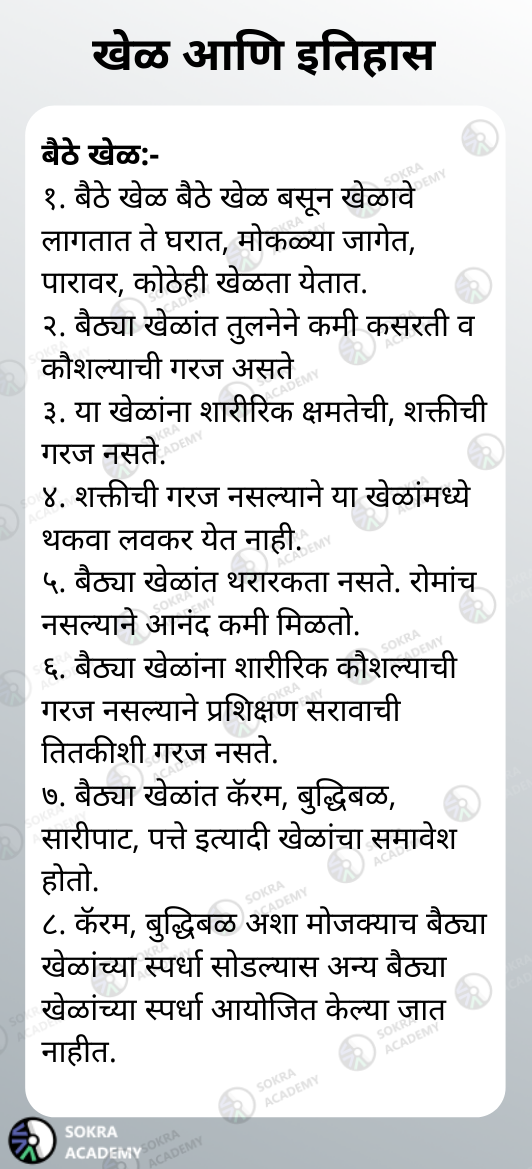 खेळ आणि इतिहास
बैठे खेळ:-
१. बैठे खेळ बैठे खेळ बसून खेळावे
लागतात ते घरात, मोकळ्या जागेत,
पारावर, कोठेही खेळता येतात.
२. बैठ्या खेळांत तुलनेने कमी कसरती व
कौशल्याची गरज असते
३. या खेळांना शारीरिक क्षमतेची, शक्तीची
गरज नसते.
४. शक्तीची गरज नसल्याने या खेळांमध्ये
थकवा लवकर येत नाही.
५. बैठ्या खेळांत थरारकता नसते. रोमांच
नसल्याने आनंद कमी मिळतो.
६. बैठ्या खेळांना शारीरिक कौशल्याची
गरज नसल्याने प्रशिक्षण सरावाची
तितकीशी गरज नसते.
७. बैठ्या खेळांत कॅरम, बुद्धिबळ,
सारीपाट, पत्ते इत्यादी खेळांचा समावेश
होतो.
८. कॅरम, बुद्धिबळ अशा मोजक्याच बैठ्या
खेळांच्या स्पर्धा सोडल्यास अन्य बैठ्या
खेळांच्या स्पर्धा आयोजित केल्या जात
नाहीत.
SOKRA
ACADEMY